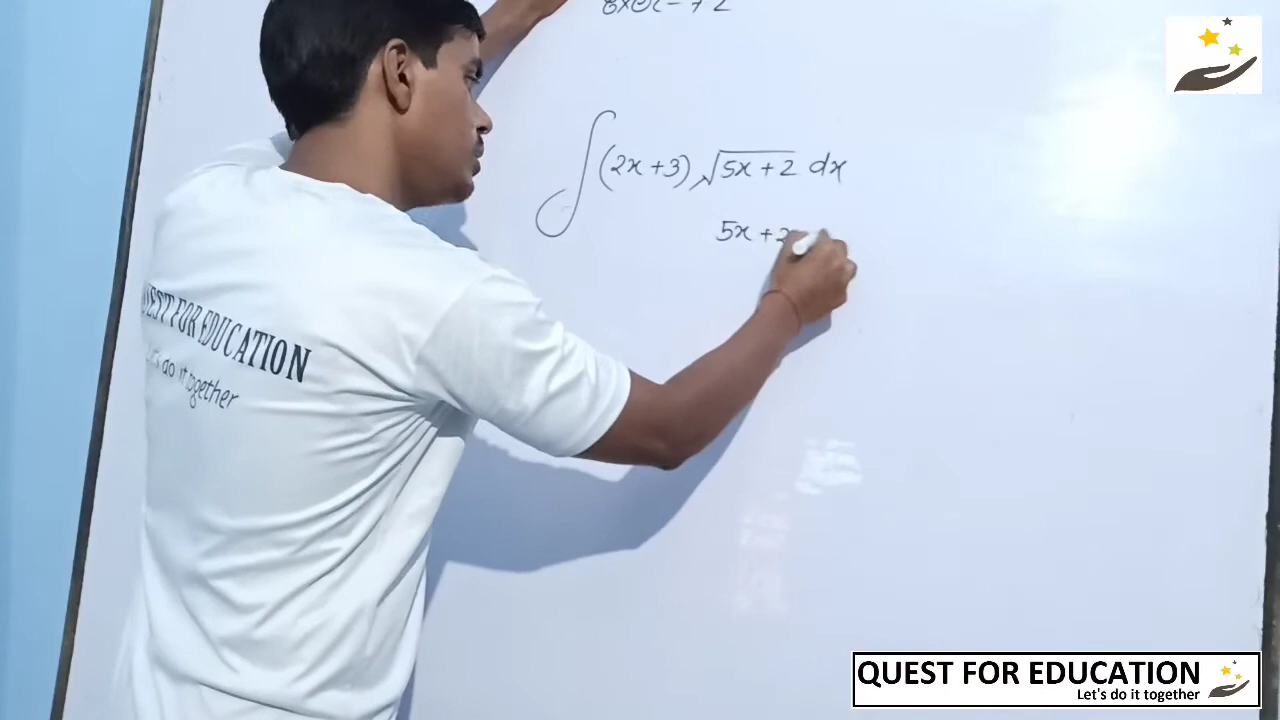 ∫(2x+3)√5x+2 dx
5x+2
QUEST FOR EDUCATION
Let's do it together
QUEST FOR EDUCATION
Let's do it together